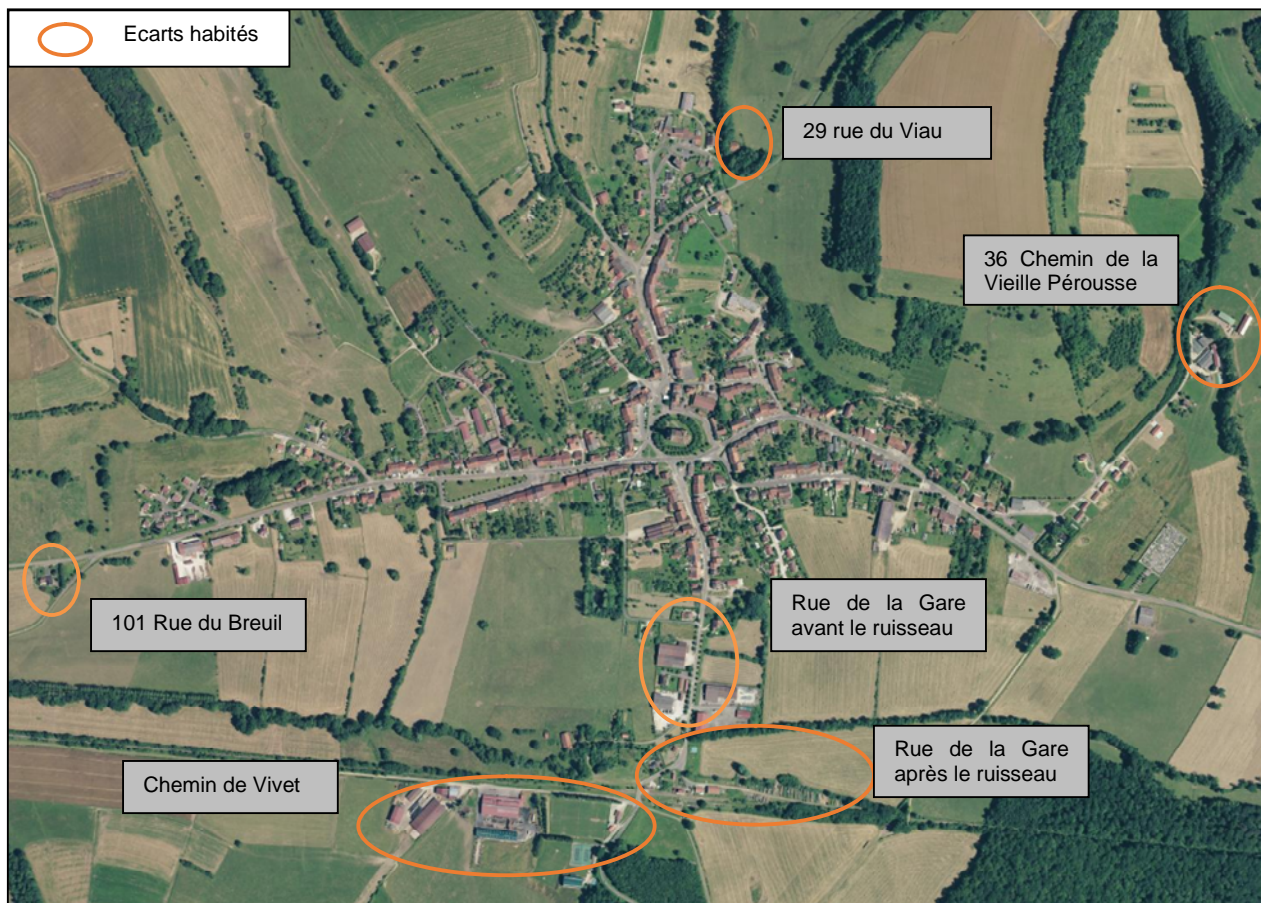 Ecarts habités
29 rue du Viau
36 Chemin de la
Vieille Pérousse
101 Rue du Breuil
Rue de la Gare
avant le ruisseau
Rue de la Gare
après le ruisseau
Chemin de Vivet